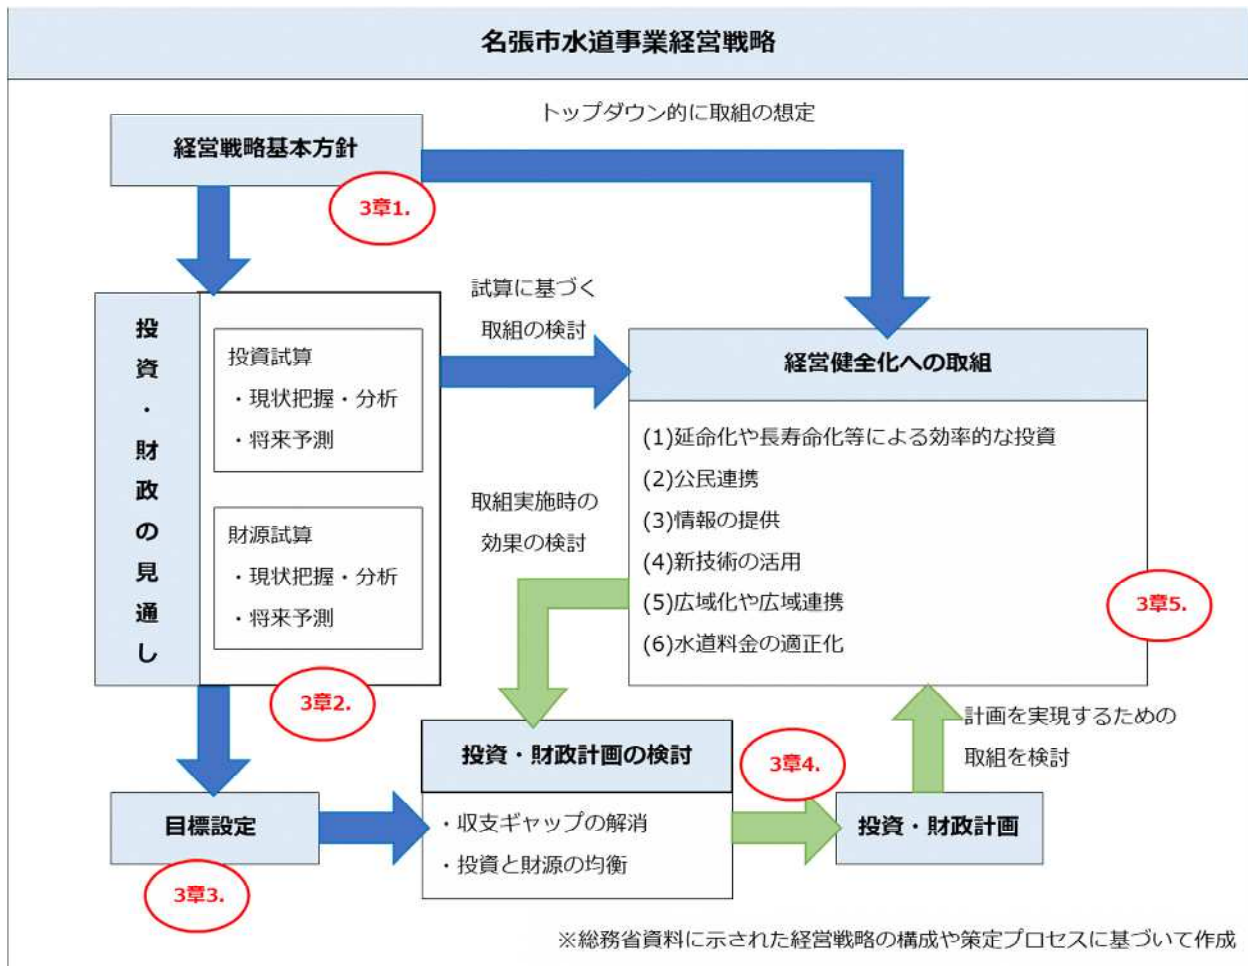 名張市水道事業経営戦略
トップダウン的に取組の想定
経営戦略基本方針
3章1.
投資・財政の見通し
投資試算
・現状把握・分析
・将来予測
財源試算
・現状把握・分析
・将来予測
3章2.
試算に基づく
取組の検討
経営健全化への取組
(1)延命化や長寿命化等による効率的な投資
(2)公民連携
(3)情報の提供
(4)新技術の活用
(5)広域化や広域連携
(6)水道料金の適正化
3章5.
取組実施時の
効果の検討
目標設定
3章3.
投資・財政計画の検討
・収支ギャップの解消
・投資と財源の均衡
3章4.
投資・財政計画
計画を実現するための
取組を検討
※総務省資料に示された経営戦略の構成や策定プロセスに基づいて作成